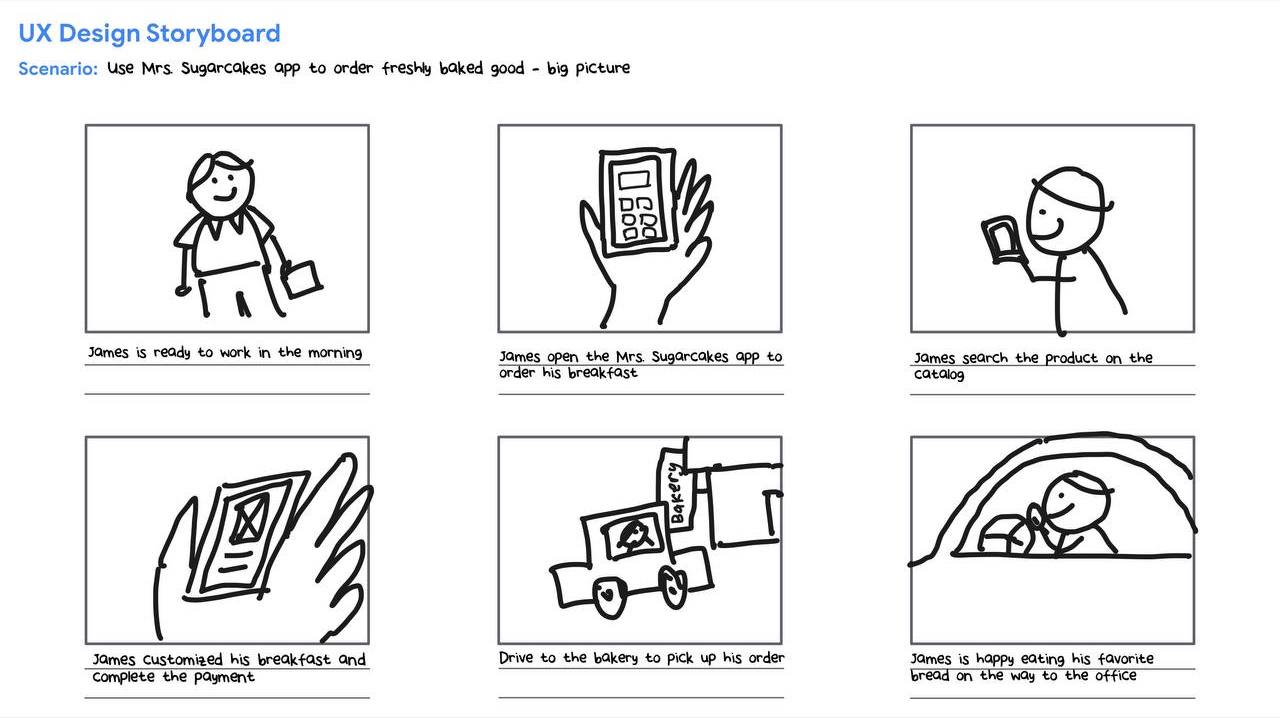 UX Design Storyboard
Scenario: Use Mrs. Sugarcakes app to order freshly baked good - big picture
James is ready to work in the morning
James open the Mrs. Sugarcakes app to
order his breakfast
James search the product on the
catalog
Bakery
James customized his breakfast and
complete the payment
Drive to the bakery to pick up his order
James is happy eating his favorite
bread on the way to the office